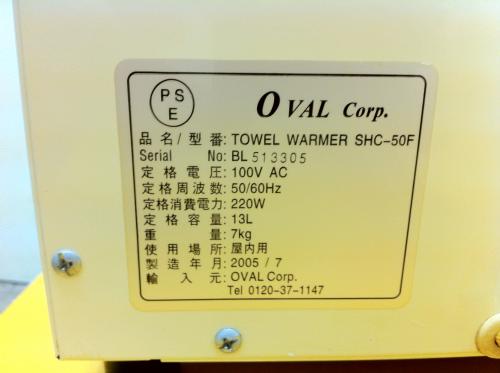 PS
E
OVAL Corp.
品名/型番: TOWEL WARMER SHC-50F
Serial No: BL 513305
定格電圧: 100V AC
定格周波数: 50/60Hz
定格消費電力: 220W
定格容量: 13L
重量: 7kg
使用場所: 屋内用
製造年月: 2005 / 7
輸入元: OVAL Corp.
Tel 0120-37-1147